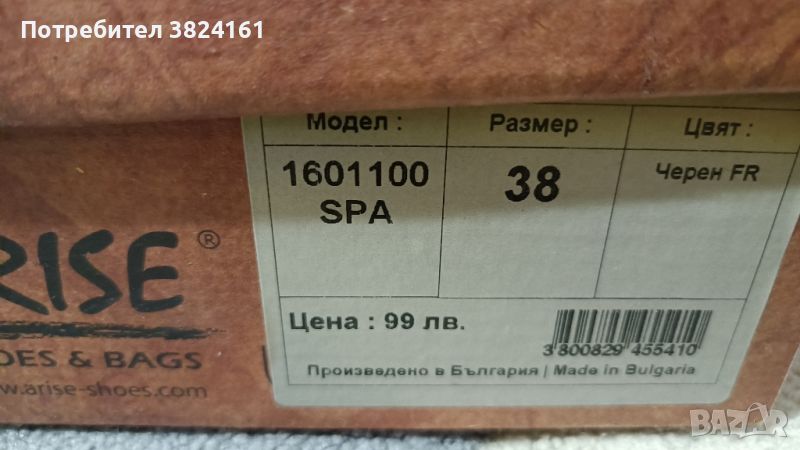 Потребител 3824161
Модел :
Размер :
Цвят :
1601100
SPA
38
Черен FR
RISE®
& BAGS
Цена : 99 лв.
3 800829 455410
www.arise-shoes.com
Произведено в България | Made in Bulgaria
BAZAR